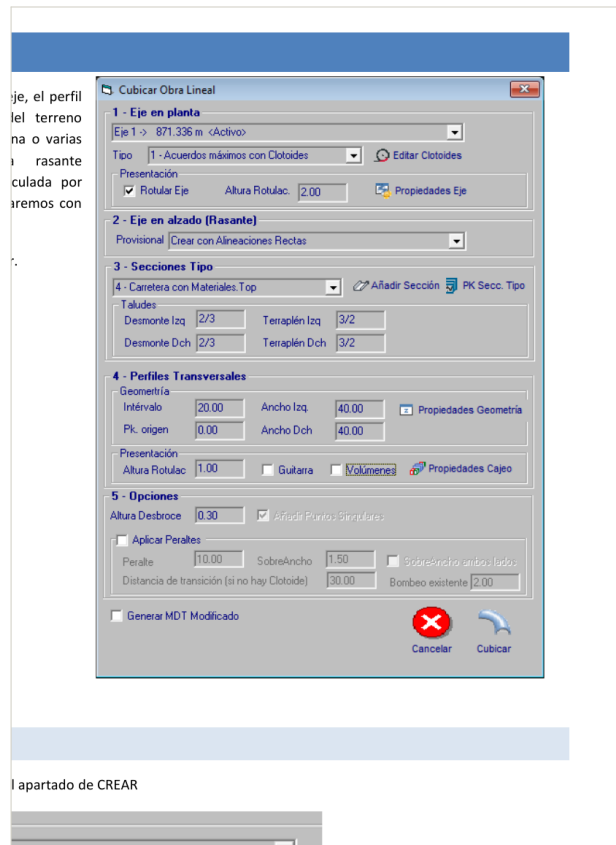 eje, el perfil
del terreno
na o varias
rasante
culada por
aremos con
r.
Cubicar Obra Lineal
1 - Eje en planta
Eje 1 -> 871.336 m <Activo>
Tipo 1 - Acuerdos máximos con Clotoides Editar Clotoides
Presentación
Rotular Eje Altura Rotulac. 2.00 Propiedades Eje
2 - Eje en alzado (Rasante)
Provisional Crear con Alineaciones Rectas
3 - Secciones Tipo
4 - Carretera con Materiales.Top Añadir Sección PK Secc. Tipo
Taludes
Desmonte Izq 2/3 Terraplén Izq 3/2
Desmonte Dch 2/3 Terraplén Dch 3/2
4 - Perfiles Transversales
Geometría
Intérvalo 20.00 Ancho Izq. 40.00 Propiedades Geometría
Pk. origen 0.00 Ancho Dch 40.00
Presentación
Altura Rotulac 1.00 Guitarra Volúmenes Propiedades Cajeo
5 - Opciones
Altura Desbroce 0.30 Añadir Puntos Singulares
Aplicar Peraltes
Peralte 10.00 SobreAncho 1.50 SobreAncho ambos lados
Distancia de transición (si no hay Clotoide) 30.00 Bombeo existente 2.00
Generar MDT Modificado
Cancelar Cubicar
l apartado de CREAR